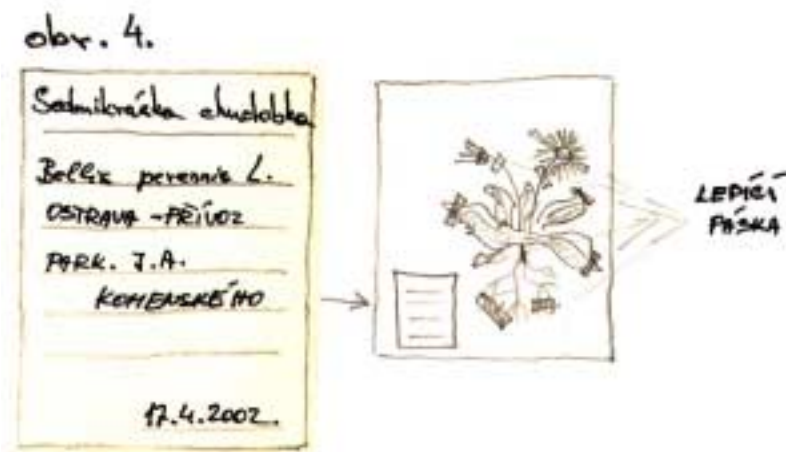 obr. 4.
Sedmikráska chudobka
Bellis perennis L.
OSTRAVA - PŘÍVOZ
PARK. J.A.
KOMENSKÉHO
17.4.2002.
LEPÍCÍ
PÁSKA